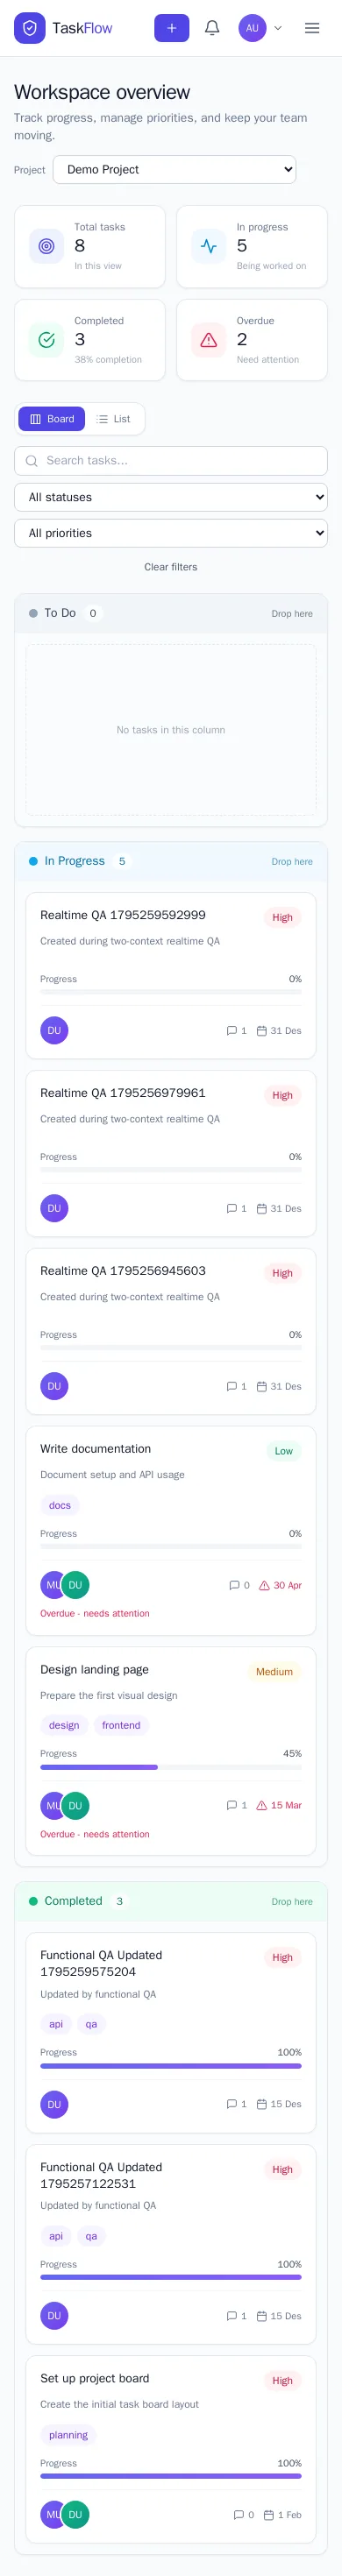 TaskFlow
AU
Workspace overview
Track progress, manage priorities, and keep your team
moving.
Project
Demo Project
Total tasks
8
In this view
In progress
5
Being worked on
Completed
3
38% completion
Overdue
2
Need attention
Board
List
Search tasks...
All statuses
All priorities
Clear filters
To Do 0
Drop here
No tasks in this column
In Progress 5
Drop here
Realtime QA 1795259592999
High
Created during two-context realtime QA
Progress
0%
DU
1
31 Des
Realtime QA 1795256979961
High
Created during two-context realtime QA
Progress
0%
DU
1
31 Des
Realtime QA 1795256945603
High
Created during two-context realtime QA
Progress
0%
DU
1
31 Des
Write documentation
Low
Document setup and API usage
docs
Progress
0%
MU
DU
0
30 Apr
Overdue - needs attention
Design landing page
Medium
Prepare the first visual design
design
frontend
Progress
45%
MU
DU
1
15 Mar
Overdue - needs attention
Completed 3
Drop here
Functional QA Updated
1795259575204
High
Updated by functional QA
api
qa
Progress
100%
DU
1
15 Des
Functional QA Updated
1795257122531
High
Updated by functional QA
api
qa
Progress
100%
DU
1
15 Des
Set up project board
High
Create the initial task board layout
planning
Progress
100%
MU
DU
0
1 Feb